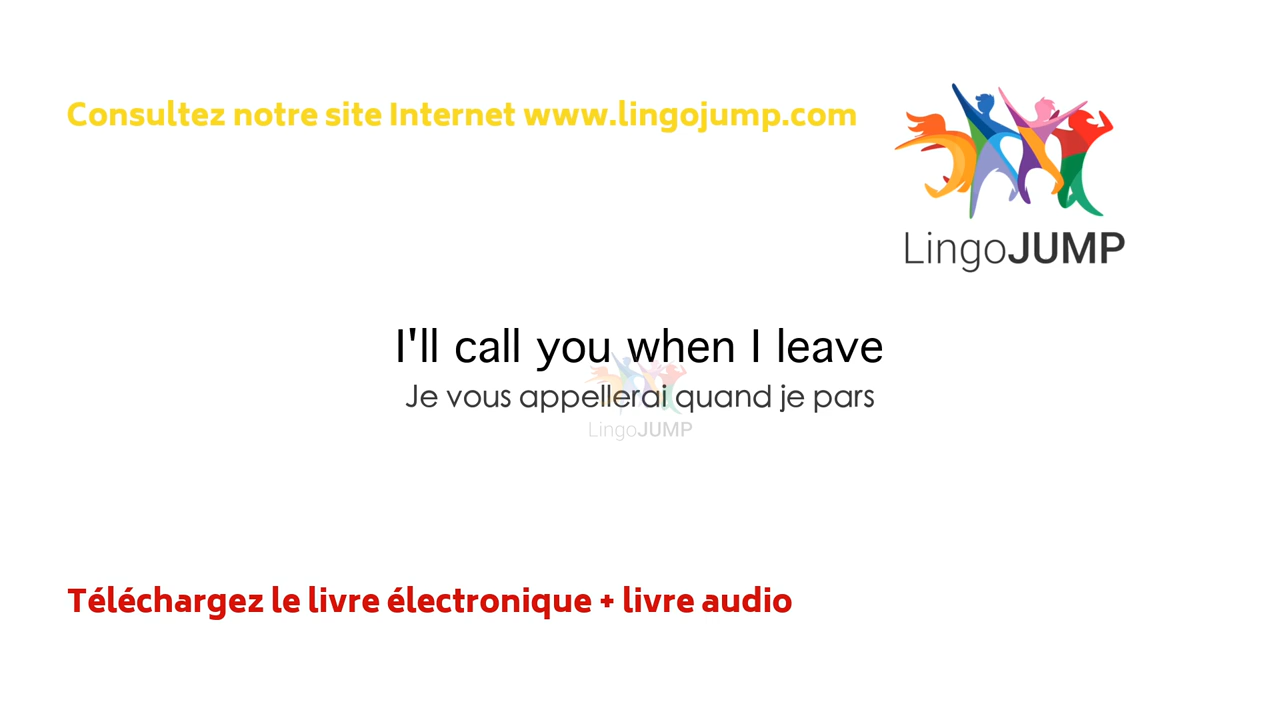 Consultez notre site Internet www.lingojump.com
LingoJUMP
I'll call you when I leave
Je vous appellerai quand je pars
LingoJUMP
Téléchargez le livre électronique + livre audio